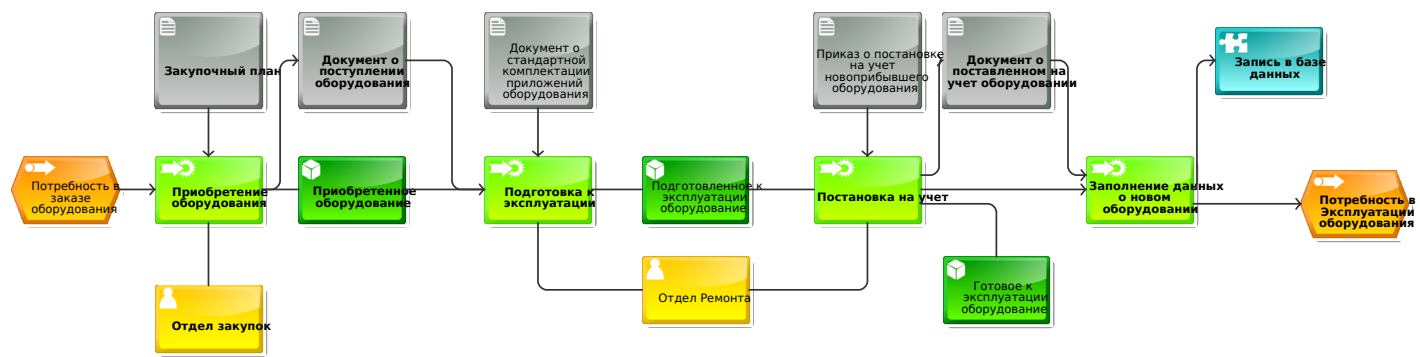 Закупочный план
Документ о
поступлении
оборудования
Документ о
стандартной
комплектации
приложений
оборудования
Приказ о постановке
на учет
новоприбывшего
оборудования
Документ о
поставленном на
учет оборудовании
Запись в базе
данных
Потребность в
заказе
оборудования
Приобретение
оборудования
Приобретенное
оборудование
Подготовка к
эксплуатации
Подготовленное к
эксплуатации
оборудование
Постановка на учет
Заполнение данных
о новом
оборудовании
Потребность в
Эксплуатации
оборудования
Отдел закупок
Отдел Ремонта
Готовое к
эксплуатации
оборудование